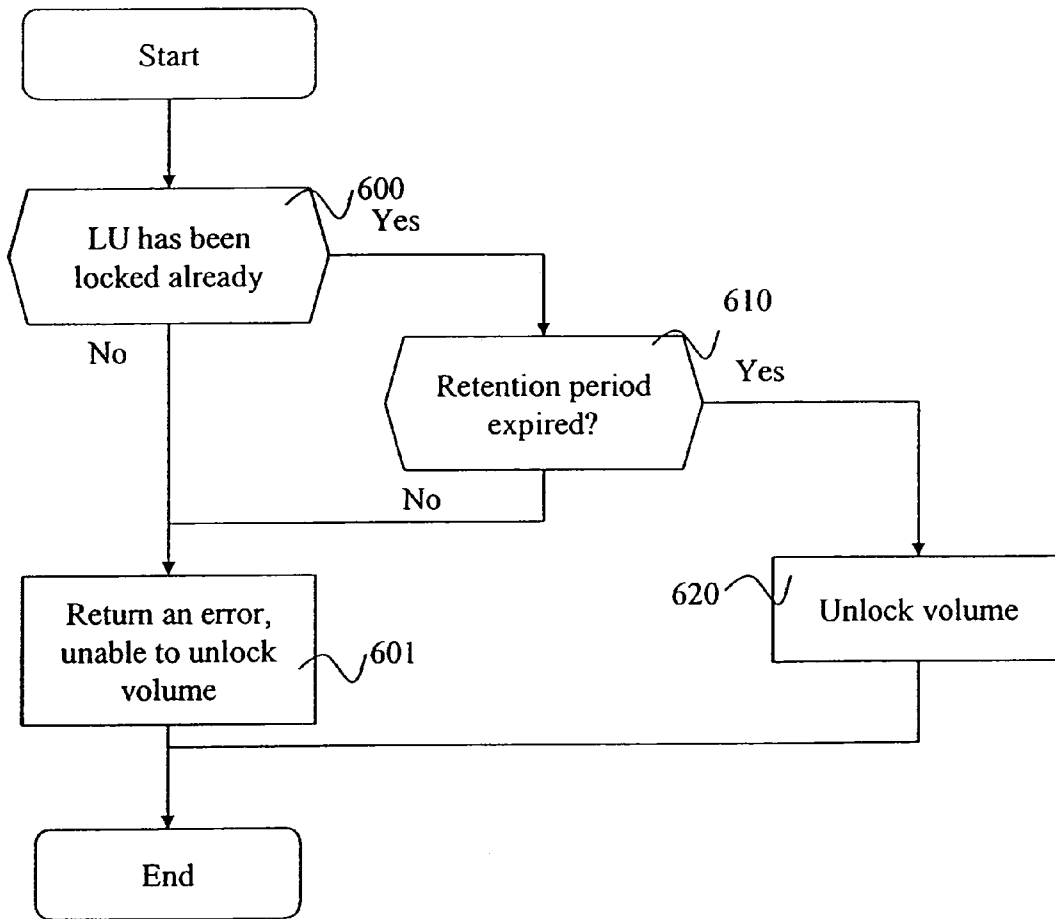 Start
600
Yes
LU has been
locked already
No
610
Yes
Retention period
expired?
No
Return an error,
unable to unlock
volume
601
620
Unlock volume
End